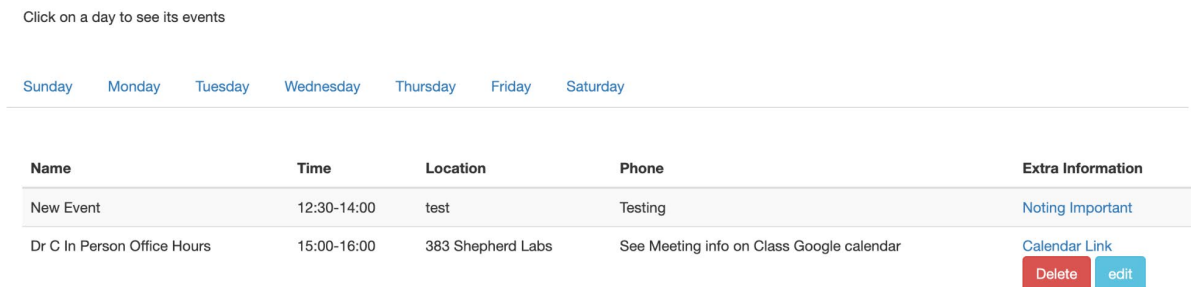 Click on a day to see its events
Sunday Monday Tuesday Wednesday Thursday Friday Saturday
Name Time Location Phone Extra Information
New Event 12:30-14:00 test Testing Noting Important
Dr C In Person Office Hours 15:00-16:00 383 Shepherd Labs See Meeting info on Class Google calendar Calendar Link
Delete edit